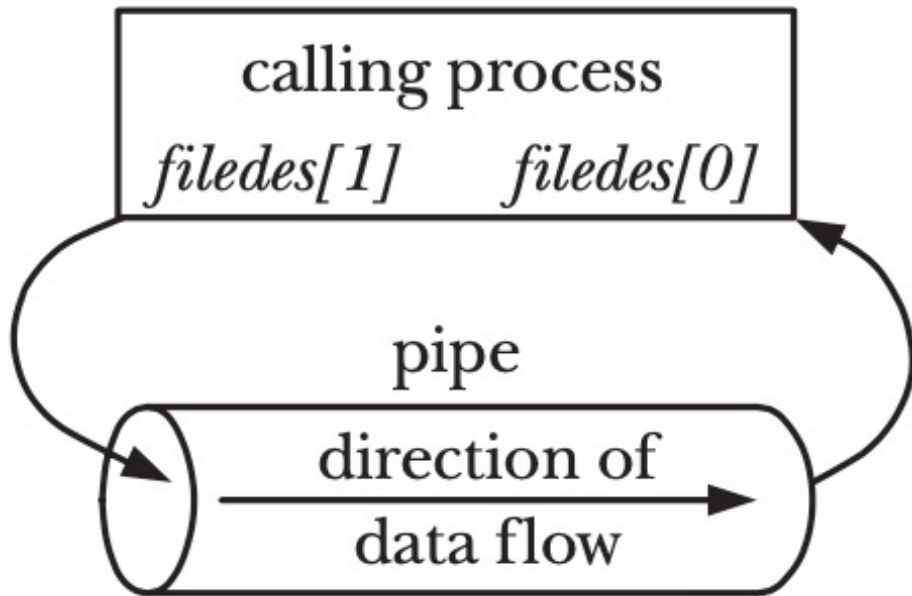 calling process
filedes[1] filedes[0]
pipe
direction of
data flow